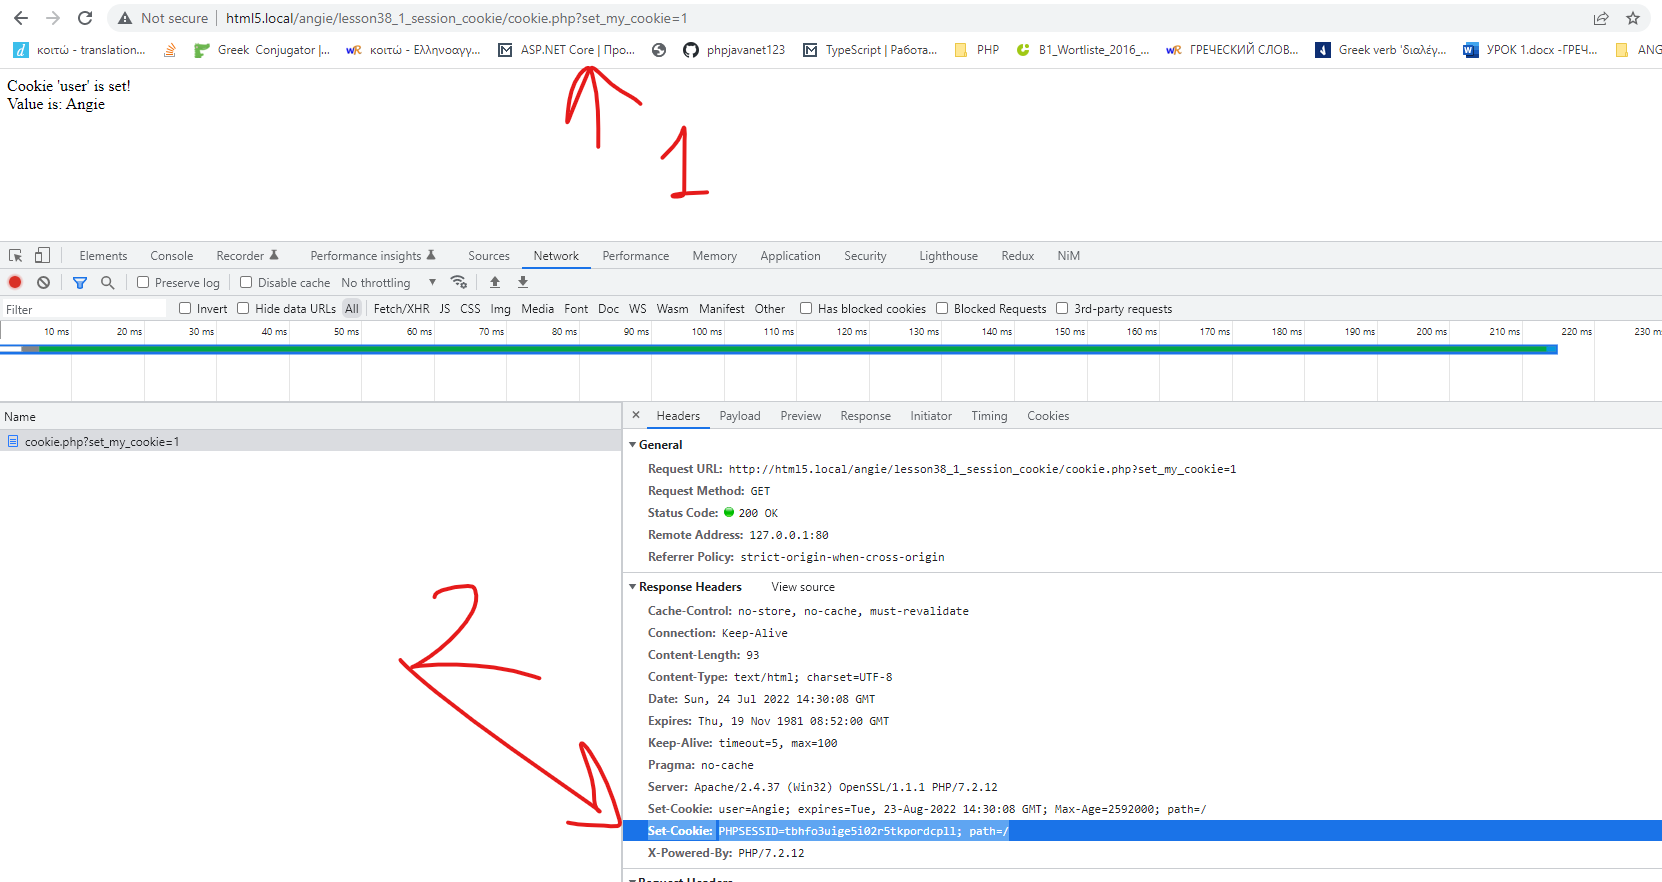 Not secure | html5.local/angie/lesson38_1_session_cookie/cookie.php?set_my_cookie=1
κοιτώ - translation... Greek Conjugator |... wR κοιτώ - Ελληνοαγγ... ASP.NET Core | Про... phpjavanet123 TypeScript | Работа... PHP B1_Wortliste_2016_... wR ГРЕЧЕСКИЙ СЛОВ... Greek verb 'διαλέγ... УРОК 1.docx -ГРЕЧ... ANG
Cookie 'user' is set!
Value is: Angie
1
Elements Console Recorder Performance insights Sources Network Performance Memory Application Security Lighthouse Redux NiM
Preserve log Disable cache No throttling
Filter Invert Hide data URLs All Fetch/XHR JS CSS Img Media Font Doc WS Wasm Manifest Other Has blocked cookies Blocked Requests 3rd-party requests
10 ms 20 ms 30 ms 40 ms 50 ms 60 ms 70 ms 80 ms 90 ms 100 ms 110 ms 120 ms 130 ms 140 ms 150 ms 160 ms 170 ms 180 ms 190 ms 200 ms 210 ms 220 ms 230 ms
Name
cookie.php?set_my_cookie=1
2
Headers Payload Preview Response Initiator Timing Cookies
General
Request URL: http://html5.local/angie/lesson38_1_session_cookie/cookie.php?set_my_cookie=1
Request Method: GET
Status Code: 200 OK
Remote Address: 127.0.0.1:80
Referrer Policy: strict-origin-when-cross-origin
Response Headers View source
Cache-Control: no-store, no-cache, must-revalidate
Connection: Keep-Alive
Content-Length: 93
Content-Type: text/html; charset=UTF-8
Date: Sun, 24 Jul 2022 14:30:08 GMT
Expires: Thu, 19 Nov 1981 08:52:00 GMT
Keep-Alive: timeout=5, max=100
Pragma: no-cache
Server: Apache/2.4.37 (Win32) OpenSSL/1.1.1 PHP/7.2.12
Set-Cookie: user=Angie; expires=Tue, 23-Aug-2022 14:30:08 GMT; Max-Age=2592000; path=/
Set-Cookie: PHPSESSID=tbhfo3uige5i02r5tkpordcpll; path=/
X-Powered-By: PHP/7.2.12
Request Headers